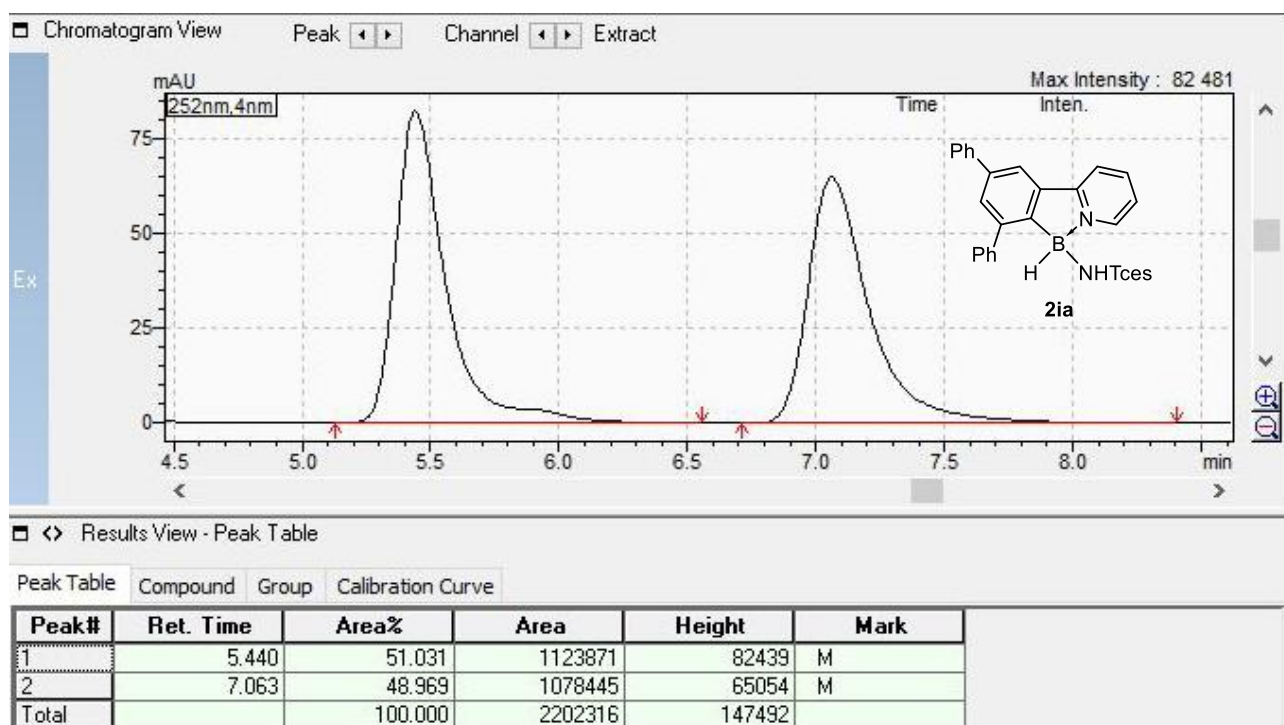 Chromatogram View Peak Channel Extract
mAU Max Intensity : 82 481
252nm,4nm Time Inten.
75
50
25
0
Ex
Ph
N
Ph
B
H NHTces
2ia
4.5 5.0 5.5 6.0 6.5 7.0 7.5 8.0 min
Results View - Peak Table
Peak Table Compound Group Calibration Curve
Peak# Ret. Time Area% Area Height Mark
1 5.440 51.031 1123871 82439 M
2 7.063 48.969 1078445 65054 M
Total 100.000 2202316 147492